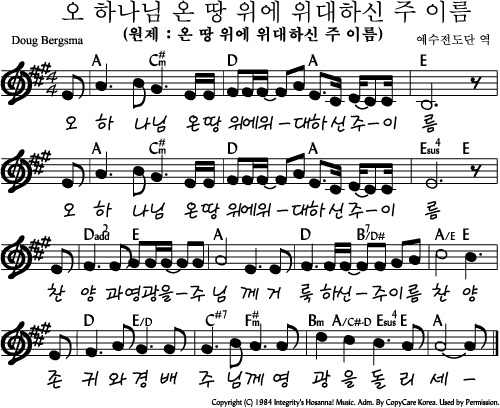 오 하나님 온 땅 위에 위대하신 주 이름
Doug Bergsma (원제 : 온 땅 위에 위대하신 주 이름) 예수전도단 역
A C#m D A E
오 하 나님 온땅 위에위-대하신주-이 름
A C#m D A Esus4 E
오 하 나님 온땅 위에위-대하신주-이 름
Dadd2 E A D B7/D# A/E E
찬 양 과영광을-주님 께 거 룩 하신-주이름 찬 양
D E/D C#7 F#m Bm A/C#-D Esus4 E A
존 귀 와 경 배 주 님께 영 광 을 돌 리 세-
Copyright (C) 1984 Integrity's Hosanna! Music. Adm. By CopyCare Korea. Used by Permission.